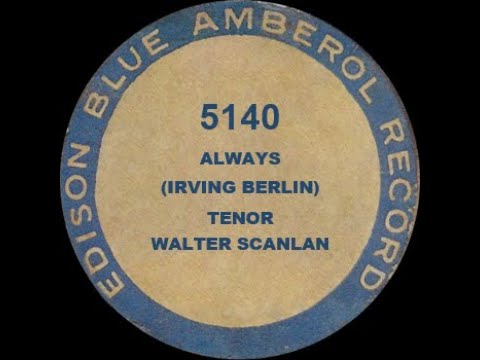 EDISON BLUE AMBEROL RECORD
5140
ALWAYS
(IRVING BERLIN)
TENOR
WALTER SCANLAN